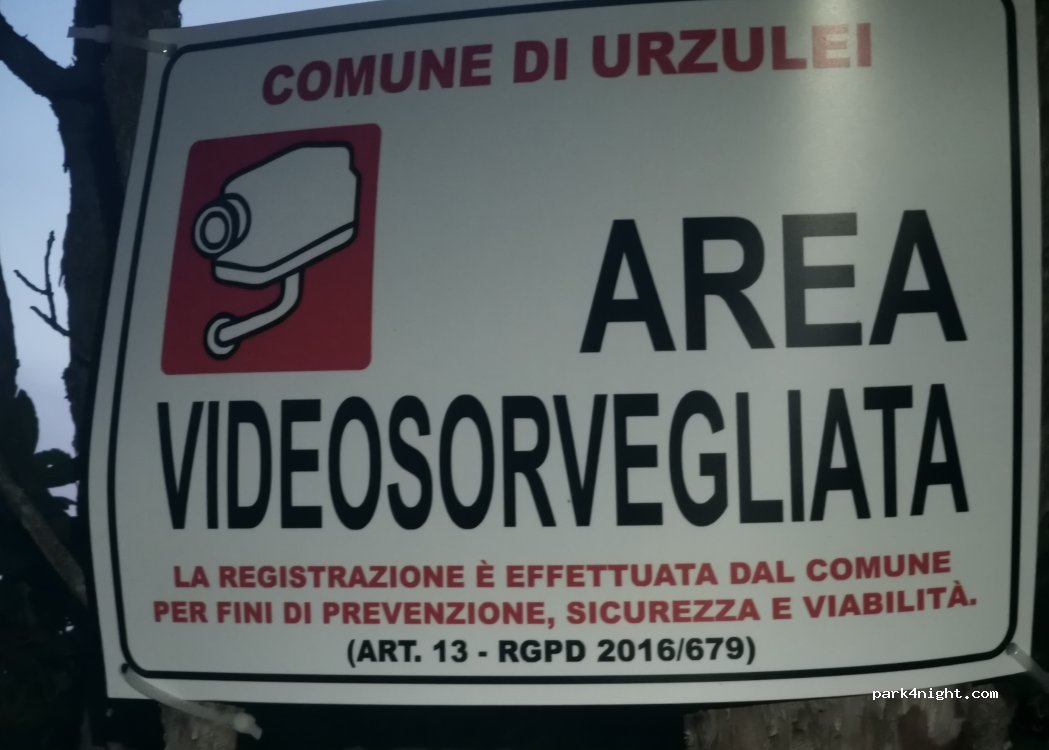 COMUNE DI URZULEI
AREA
VIDEOSORVEGLIATA
LA REGISTRAZIONE È EFFETTUATA DAL COMUNE
PER FINI DI PREVENZIONE, SICUREZZA E VIABILITÀ.
(ART. 13 - RGPD 2016/679)
park4night.com